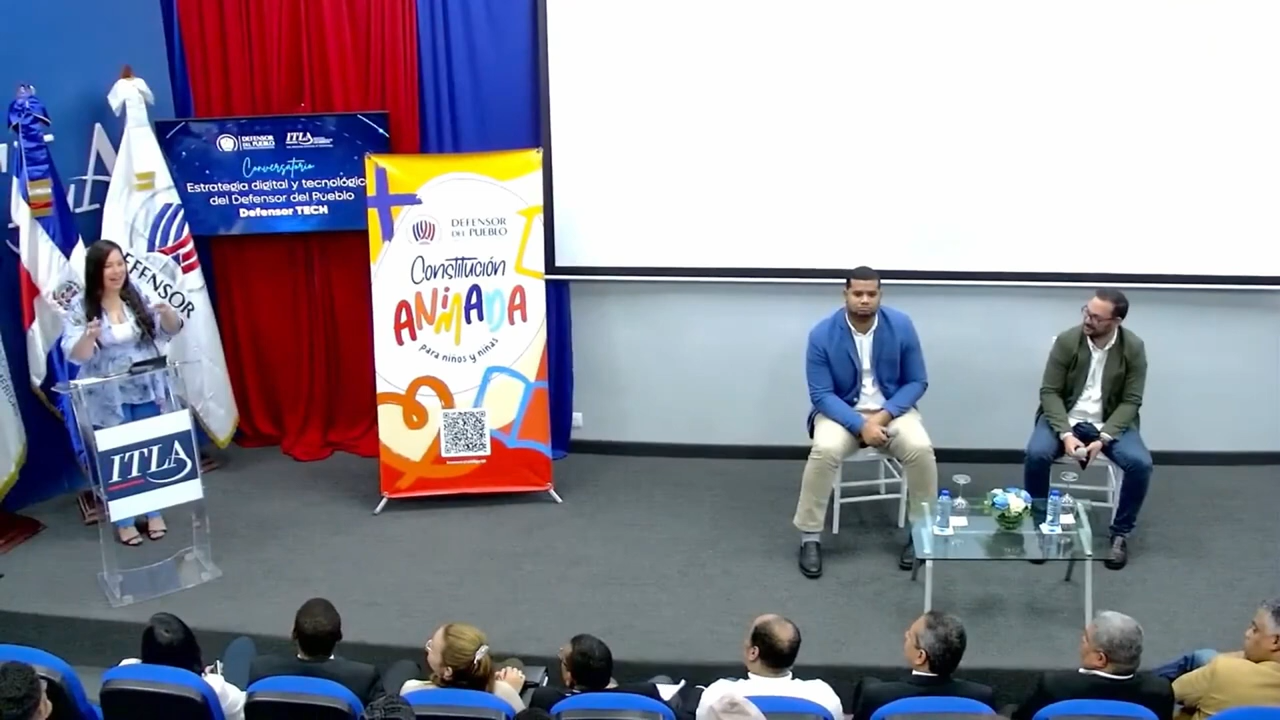 DEFENSOR
DEL PUEBLO
ITLA
Conversatorio
Estrategia digital y tecnológic
del Defensor del Pueblo
Defensor TECH
DEFENSOR
DEL PUEBLO
Constitución
ANIMADA
para niños y niñas
EFENSOR
ITLA